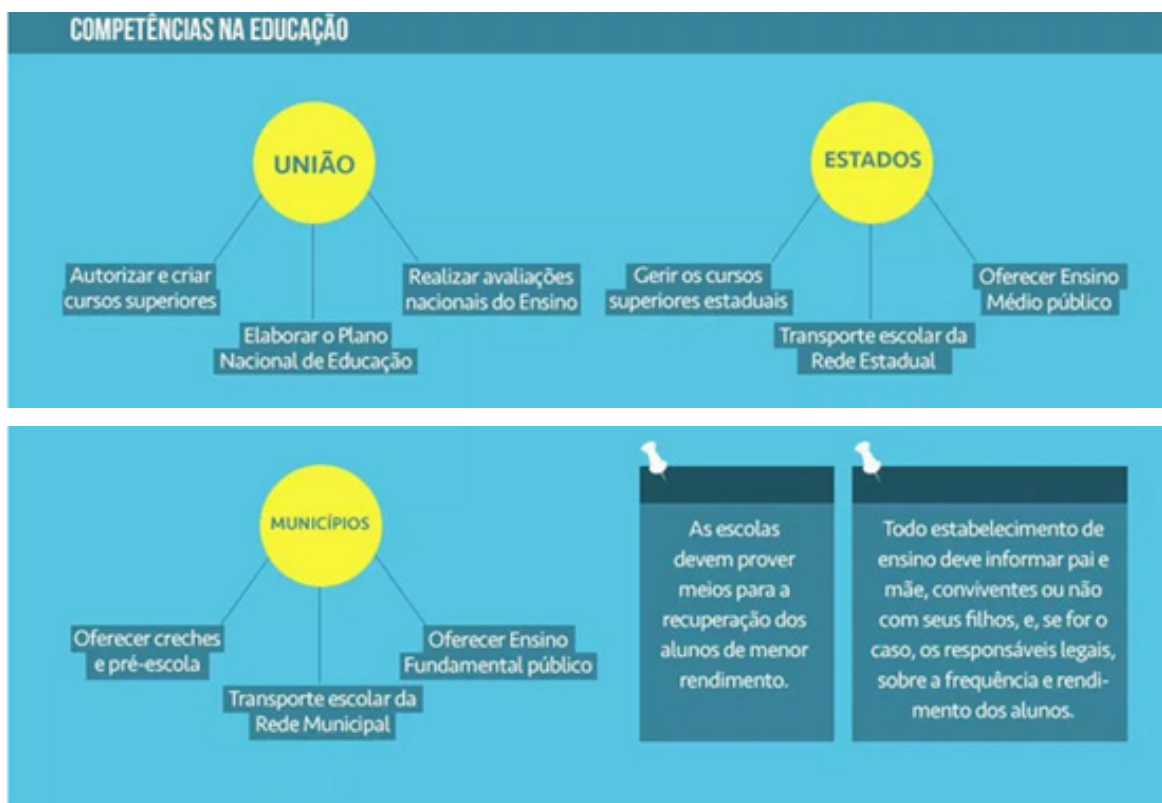 COMPETÊNCIAS NA EDUCAÇÃO
UNIÃO
Autorizar e criar
cursos superiores
Elaborar o Plano
Nacional de Educação
Realizar avaliações
nacionais do Ensino
ESTADOS
Gerir os cursos
superiores estaduais
Transporte escolar da
Rede Estadual
Oferecer Ensino
Médio público
MUNICÍPIOS
Oferecer creches
e pré-escola
Transporte escolar da
Rede Municipal
Oferecer Ensino
Fundamental público
As escolas
devem prover
meios para a
recuperação dos
alunos de menor
rendimento.
Todo estabelecimento de
ensino deve informar pai e
mãe, conviventes ou não
com seus filhos, e, se for o
caso, os responsáveis legais,
sobre a frequência e rendi-
mento dos alunos.